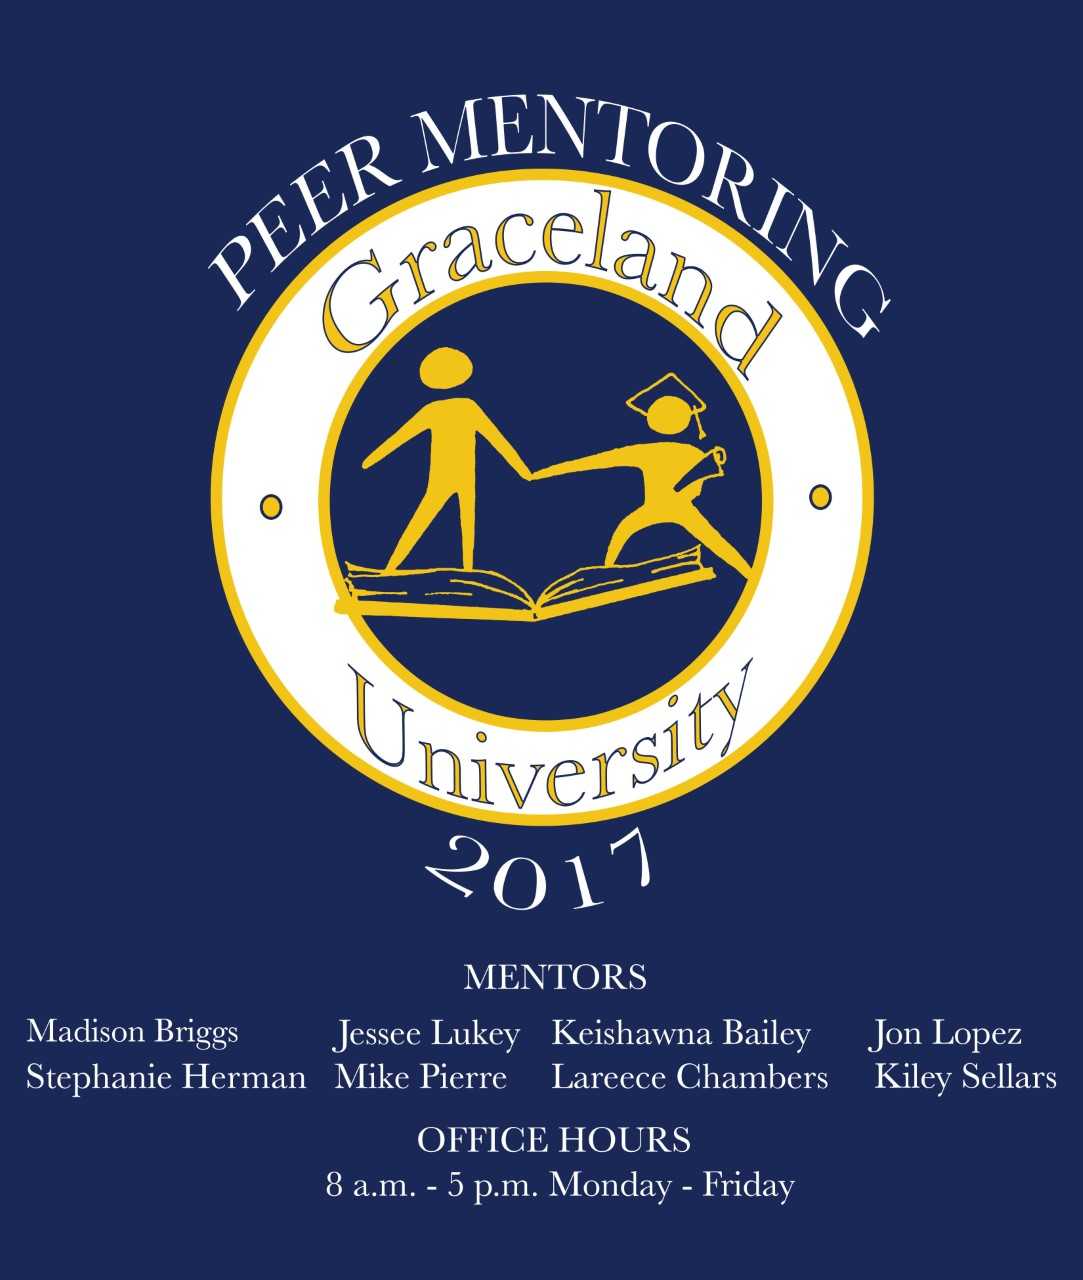 PEER MENTORING
Graceland
University
2017
MENTORS
Madison Briggs Jessee Lukey Keishawna Bailey Jon Lopez
Stephanie Herman Mike Pierre Lareece Chambers Kiley Sellars
OFFICE HOURS
8 a.m. - 5 p.m. Monday - Friday